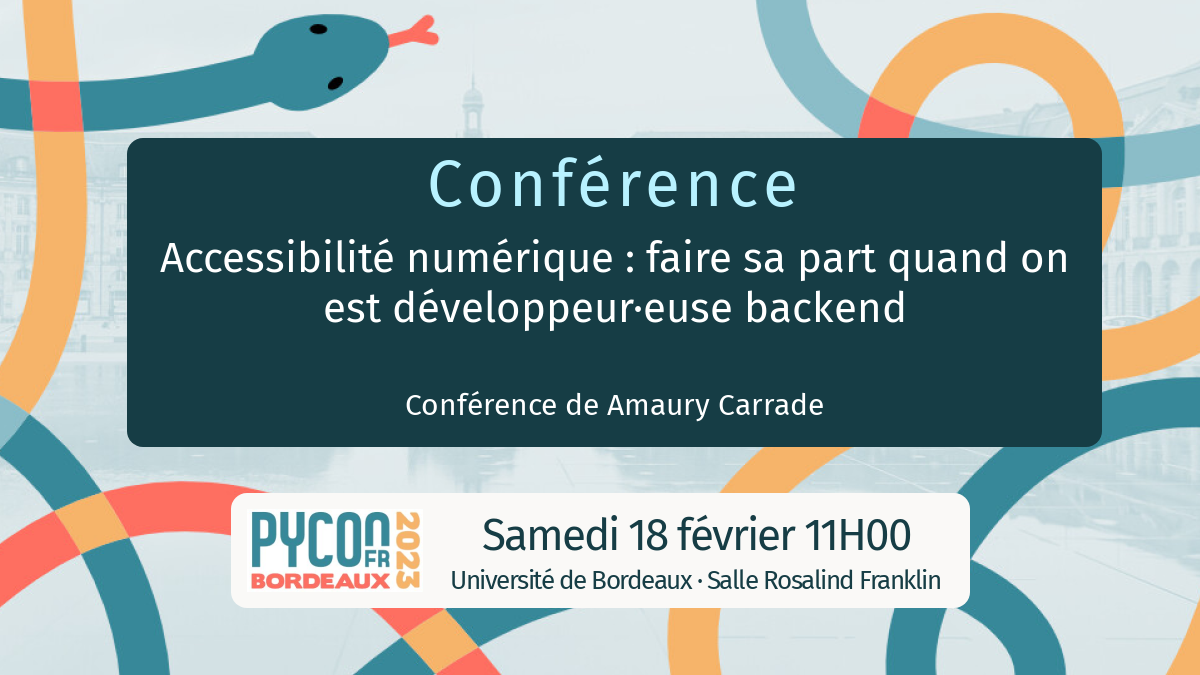 Conférence
Accessibilité numérique : faire sa part quand on
est développeur·euse backend
Conférence de Amaury Carrade
PYCON FR
BORDEAUX
2023
Samedi 18 février 11H00
Université de Bordeaux · Salle Rosalind Franklin